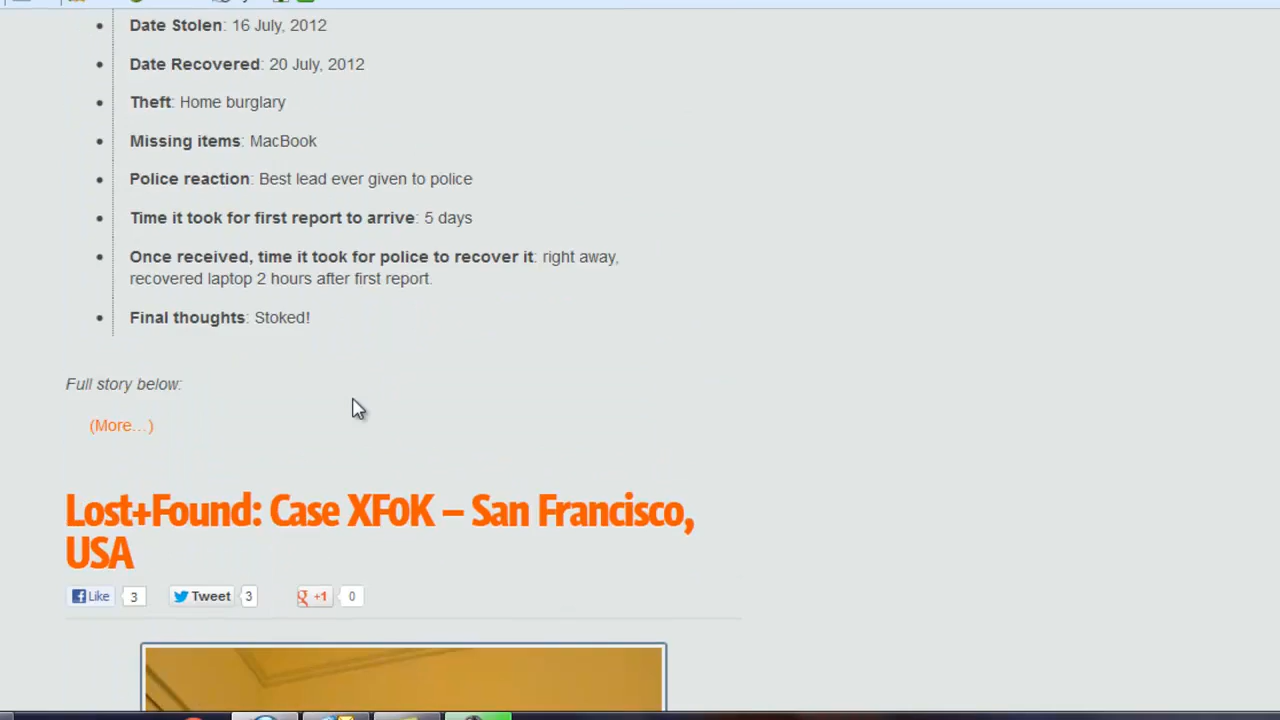 Date Stolen: 16 July, 2012
Date Recovered: 20 July, 2012
Theft: Home burglary
Missing items: MacBook
Police reaction: Best lead ever given to police
Time it took for first report to arrive: 5 days
Once received, time it took for police to recover it: right away,
recovered laptop 2 hours after first report.
Final thoughts: Stoked!
Full story below:
(More...)
Lost+Found: Case XF0K – San Francisco,
USA
Like 3 Tweet 3 +1 0